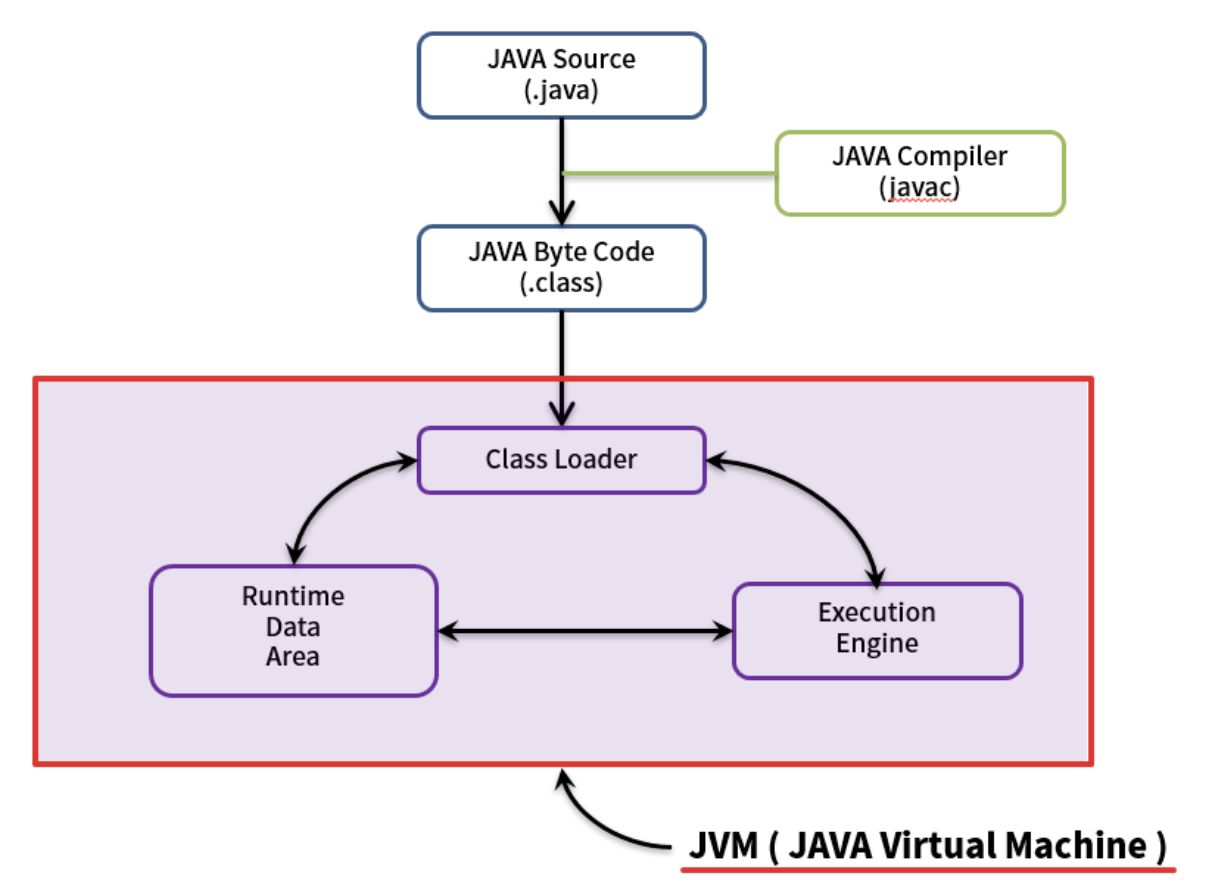 JAVA Source
(.java)
JAVA Compiler
(javac)
JAVA Byte Code
(.class)
Class Loader
Runtime
Data
Area
Execution
Engine
JVM ( JAVA Virtual Machine )